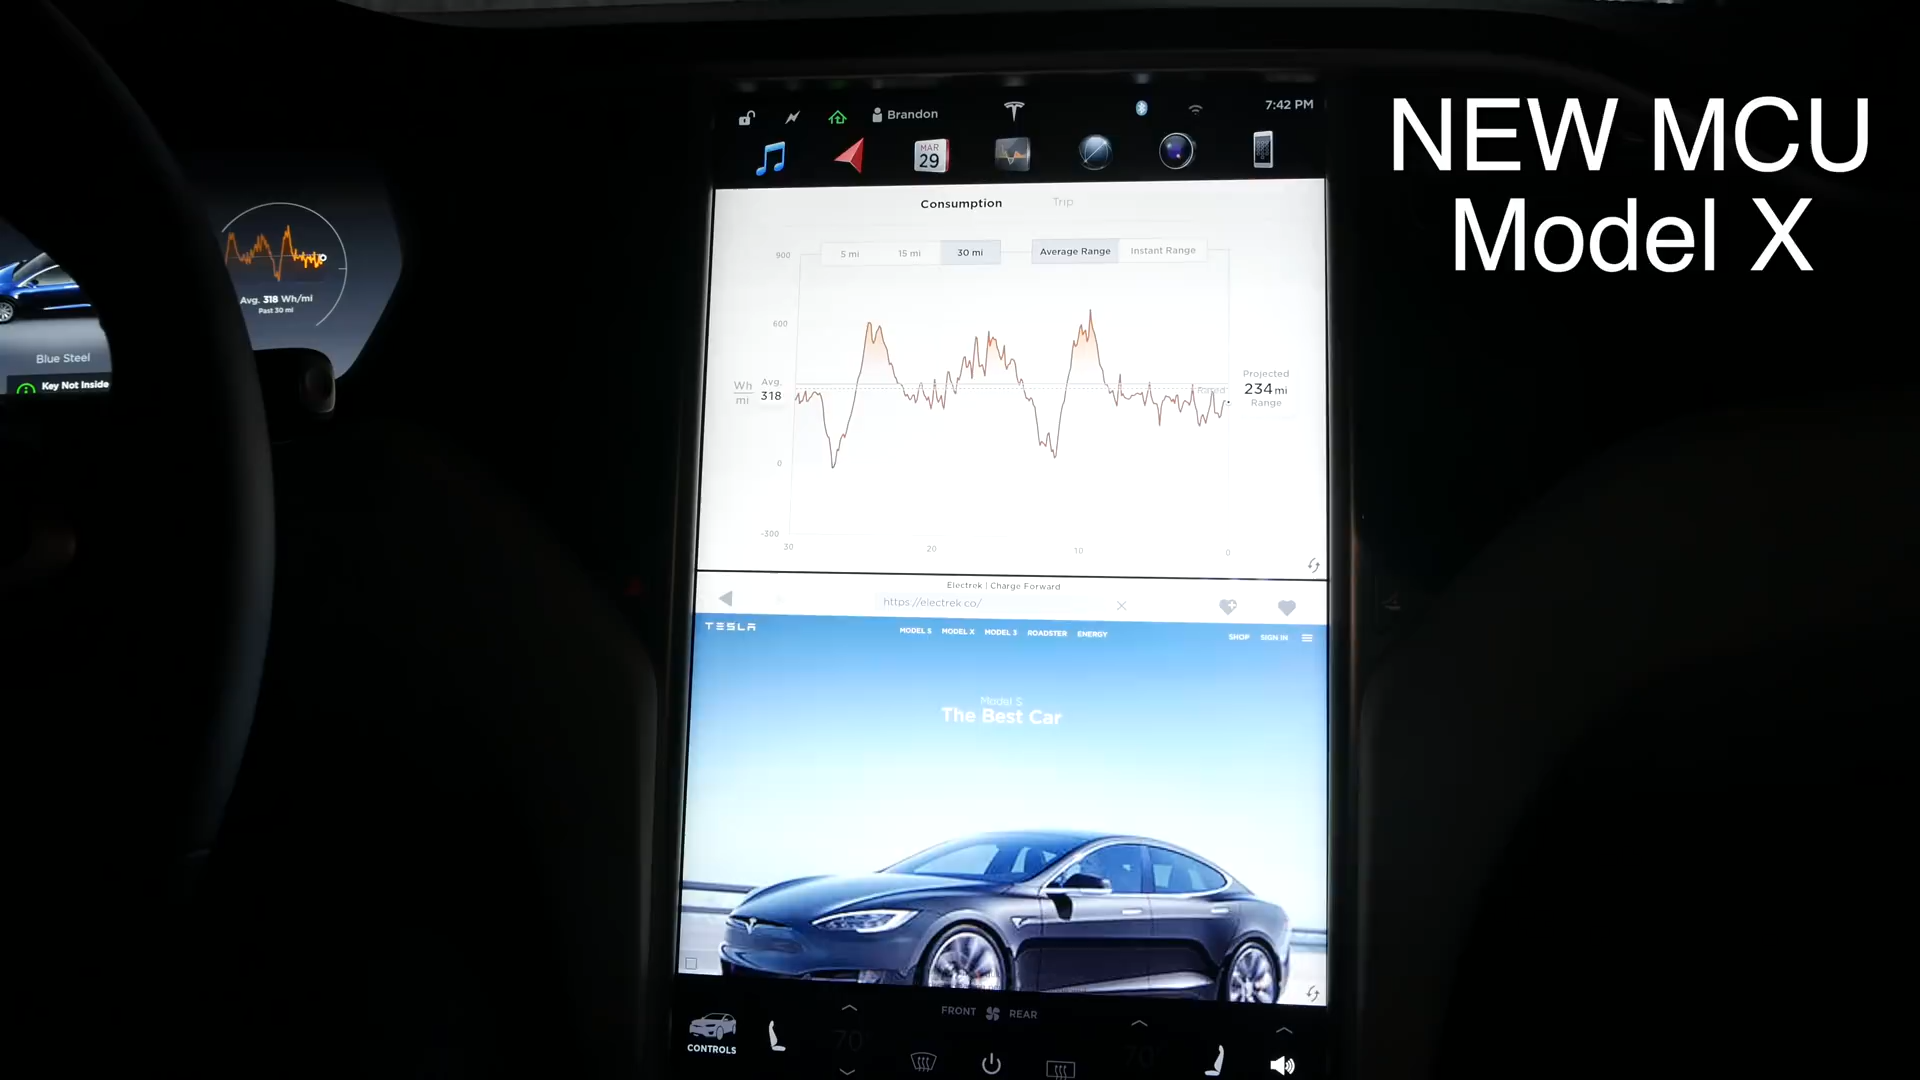 NEW MCU
Model X
Brandon
7:42 PM
MAR
29
Consumption
Trip
5 mi
15 mi
30 mi
Average Range
Instant Range
900
600
0
-300
30
20
10
0
Wh
mi
Avg.
318
Rated
Projected
234 mi
Range
Avg. 318 Wh/mi
Past 30 mi
Blue Steel
Key Not Inside
Electrek | Charge Forward
https://electrek.co/
TESLA
MODEL S
MODEL X
MODEL 3
ROADSTER
ENERGY
SHOP
SIGN IN
Model S
The Best Car
FRONT
REAR
CONTROLS
70
70